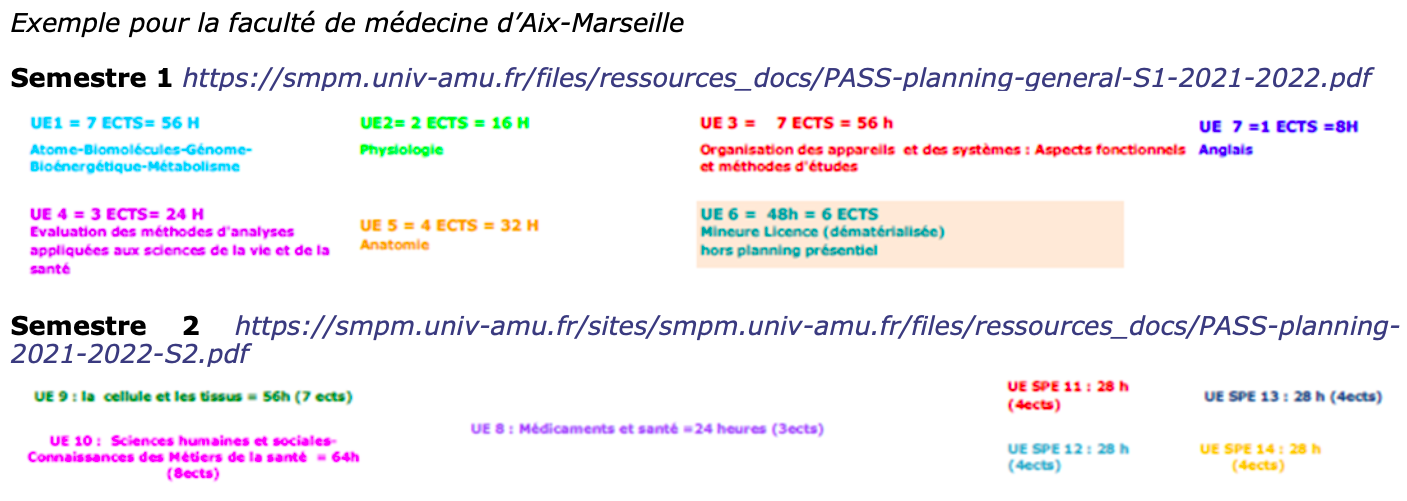 Exemple pour la faculté de médecine d’Aix-Marseille
Semestre 1 https://smpm.univ-amu.fr/files/ressources_docs/PASS-planning-general-S1-2021-2022.pdf
UE1 = 7 ECTS= 56 H
Atome-Biomolécules-Génome-
Bioénergétique-Métabolisme
UE2= 2 ECTS = 16 H
Physiologie
UE 3 = 7 ECTS = 56 h
Organisation des appareils et des systèmes : Aspects fonctionnels
et méthodes d'études
UE 7 =1 ECTS =8H
Anglais
UE 4 = 3 ECTS= 24 H
Evaluation des méthodes d'analyses
appliquées aux sciences de la vie et de la
santé
UE 5 = 4 ECTS = 32 H
Anatomie
UE 6 = 48h = 6 ECTS
Mineure Licence (dématérialisée)
hors planning présentiel
Semestre 2 https://smpm.univ-amu.fr/sites/smpm.univ-amu.fr/files/ressources_docs/PASS-planning-
2021-2022-S2.pdf
UE 9 : la cellule et les tissus = 56h (7 ects)
UE 10 : Sciences humaines et sociales-
Connaissances des Métiers de la santé = 64h
(8ects)
UE 8 : Médicaments et santé =24 heures (3ects)
UE SPE 11 : 28 h
(4ects)
UE SPE 13 : 28 h (4ects)
UE SPE 12 : 28 h
(4ects)
UE SPE 14 : 28 h
(4ects)